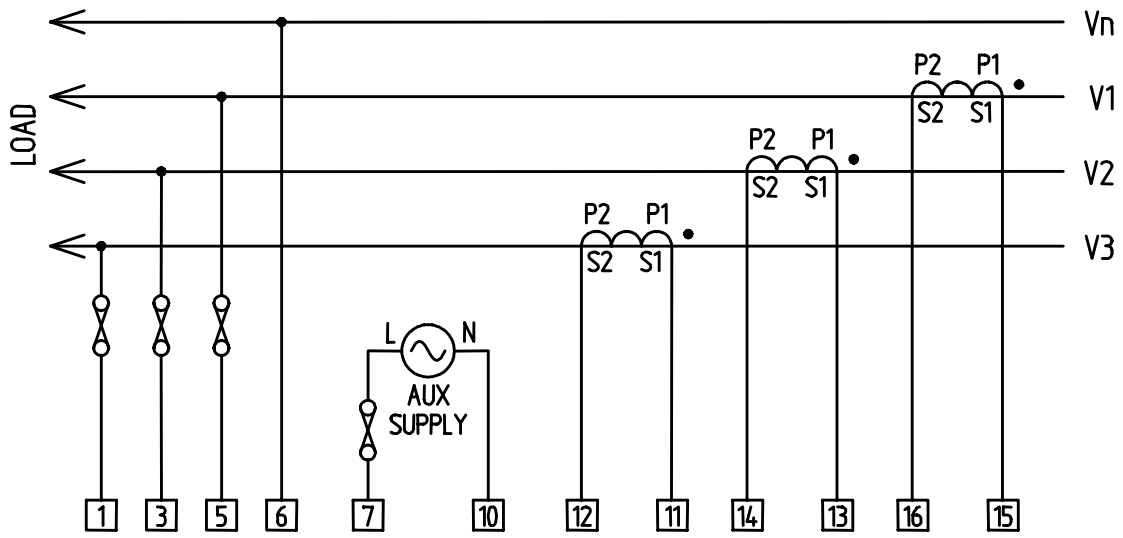 Vn
P2 P1
V1
S2 S1
LOAD
P2 P1
V2
S2 S1
P2 P1
V3
S2 S1
L N
AUX
SUPPLY
1 3 5 6 7 10 12 11 14 13 16 15